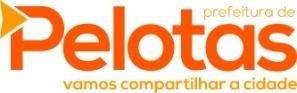 prefeitura de
Pelotas
vamos compartilhar a cidade